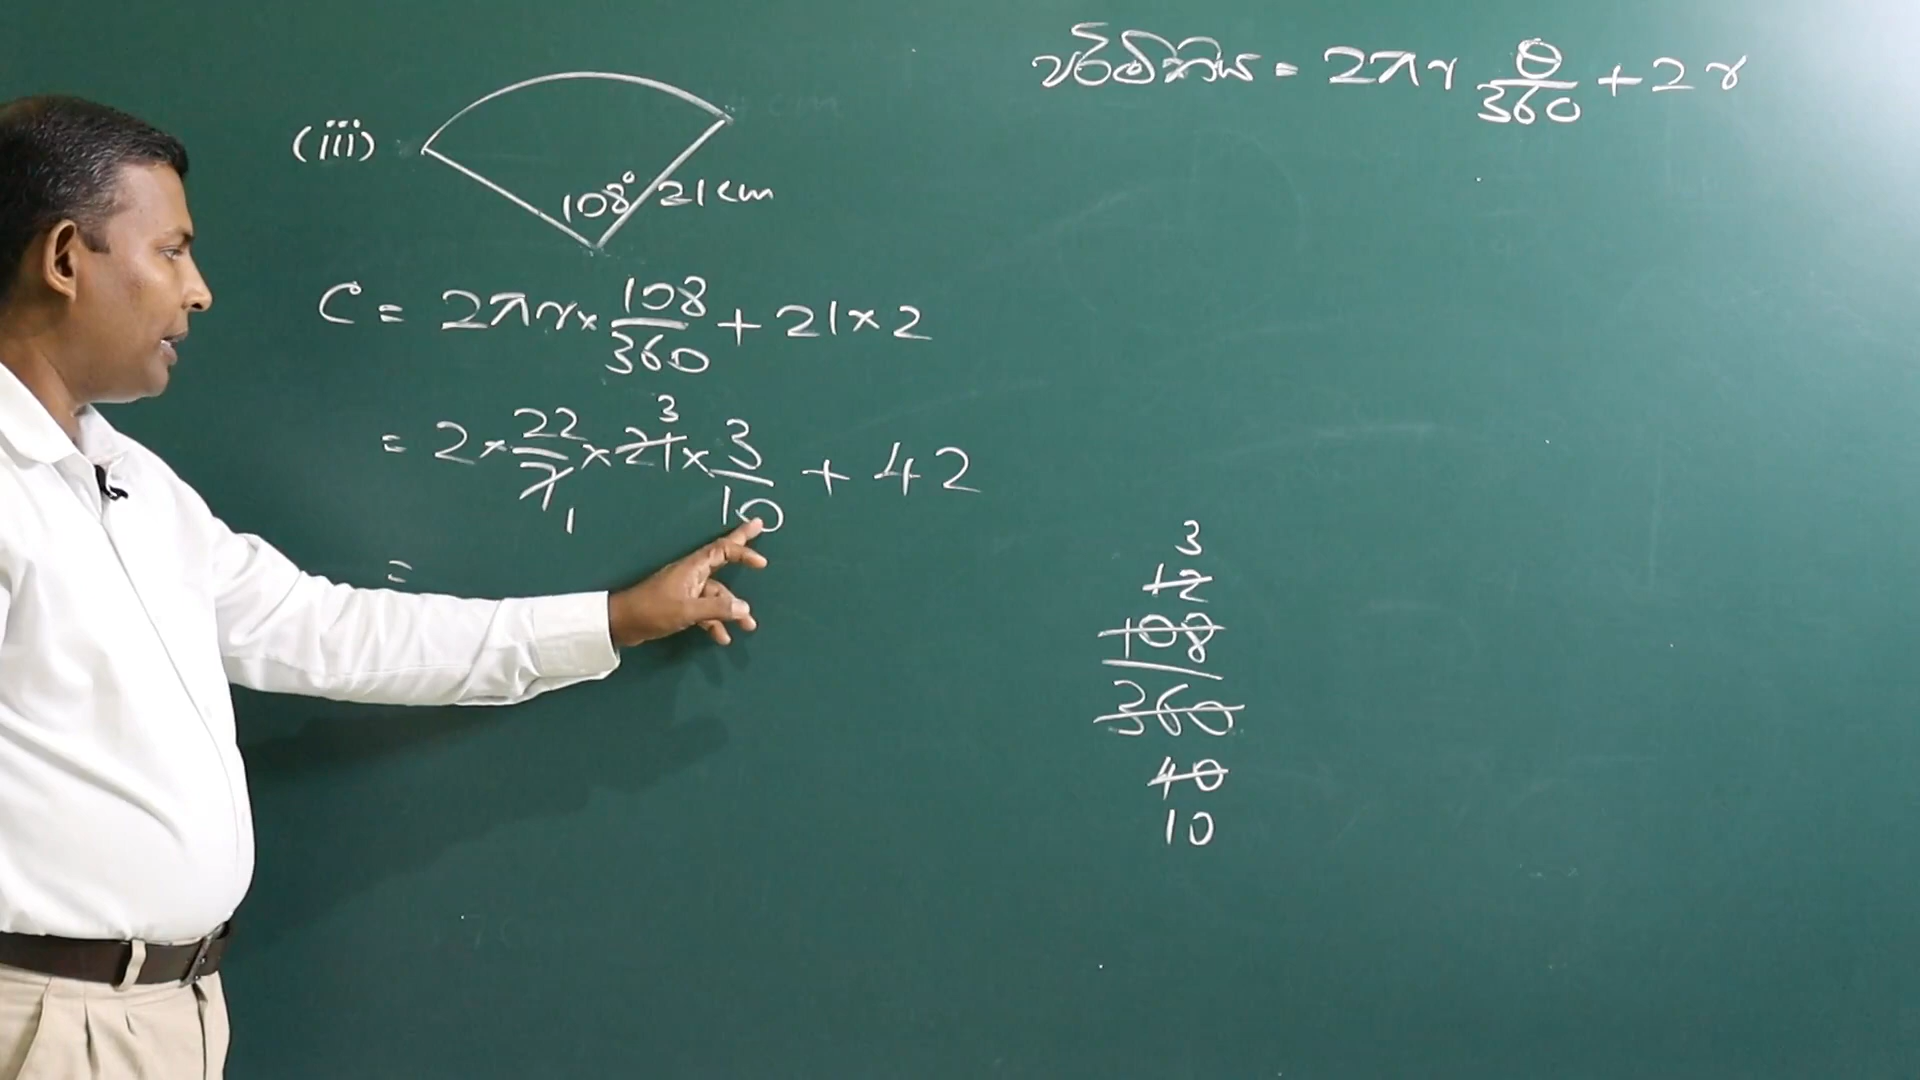 පරිමිතිය = 2πr θ/360 + 2r
(iii)
108° 21cm
C = 2πr × 108/360 + 21 × 2
= 2 × 22/7 × 21 × 3/10 + 42
3
1
=
3
12
108
360
40
10